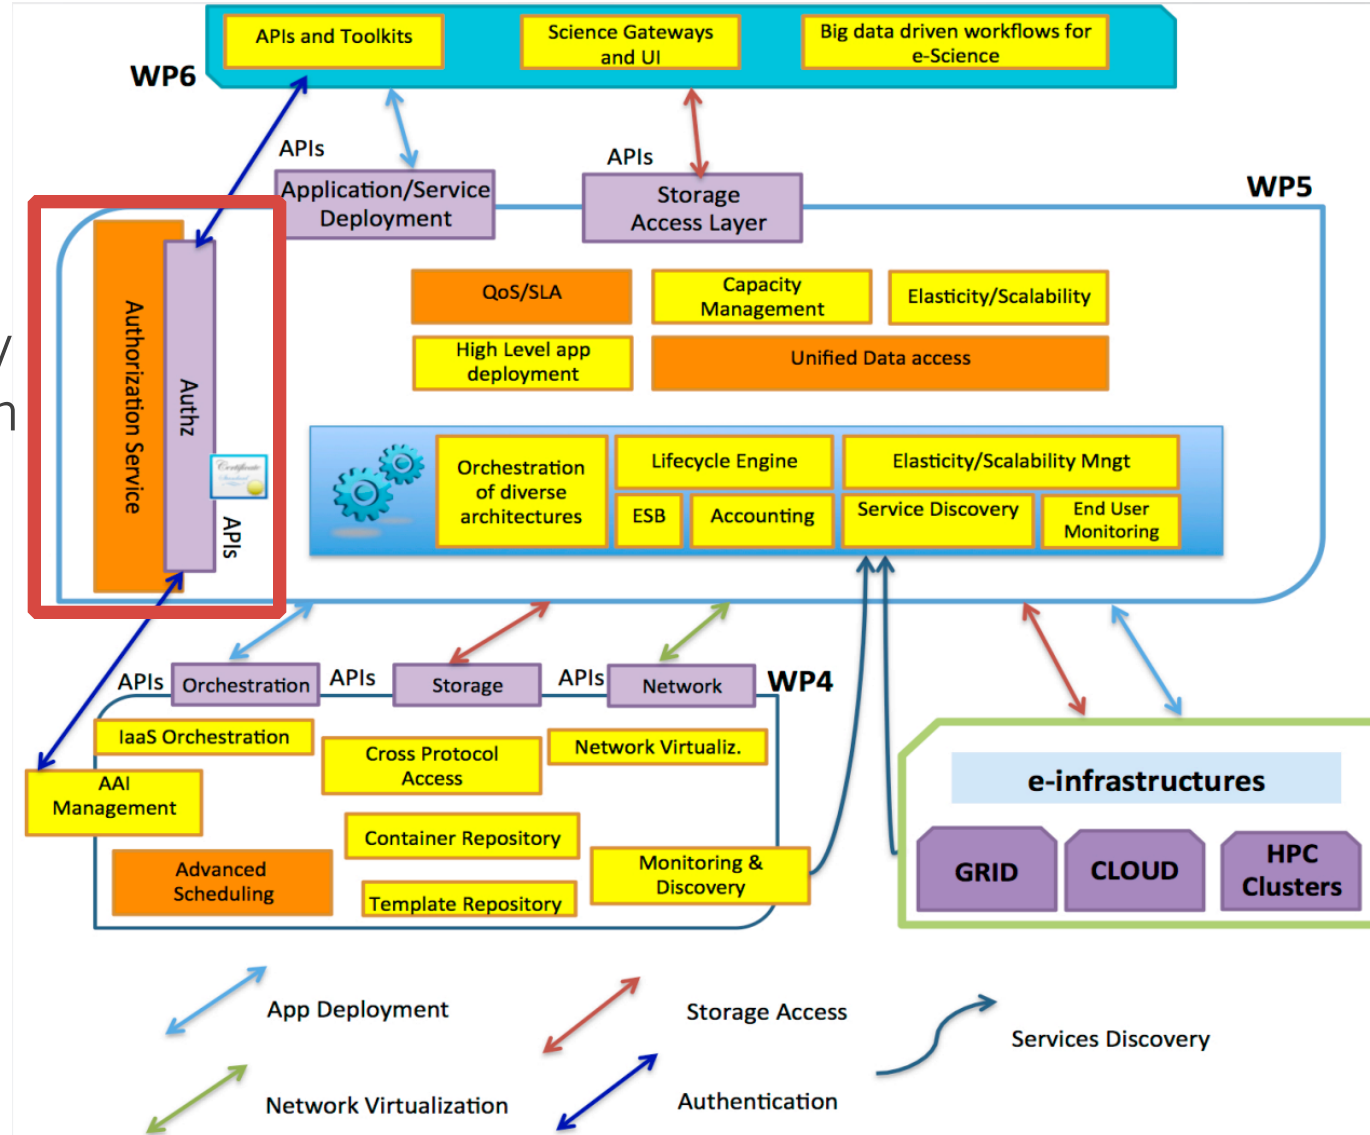 APIs and Toolkits
Science Gateways
and UI
Big data driven workflows for
e-Science
WP6
APIs
APIs
Application/Service
Deployment
Storage
Access Layer
WP5
Authorization Service
Authz
APIs
Certificate
QoS/SLA
Capacity
Management
Elasticity/Scalability
High Level app
deployment
Unified Data access
Orchestration
of diverse
architectures
Lifecycle Engine
Elasticity/Scalability Mngt
ESB
Accounting
Service Discovery
End User
Monitoring
APIs
Orchestration
APIs
Storage
APIs
Network
WP4
IaaS Orchestration
Cross Protocol
Access
Network Virtualiz.
AAI
Management
Container Repository
Advanced
Scheduling
Monitoring &
Discovery
Template Repository
e-infrastructures
GRID
CLOUD
HPC
Clusters
App Deployment
Storage Access
Services Discovery
Network Virtualization
Authentication